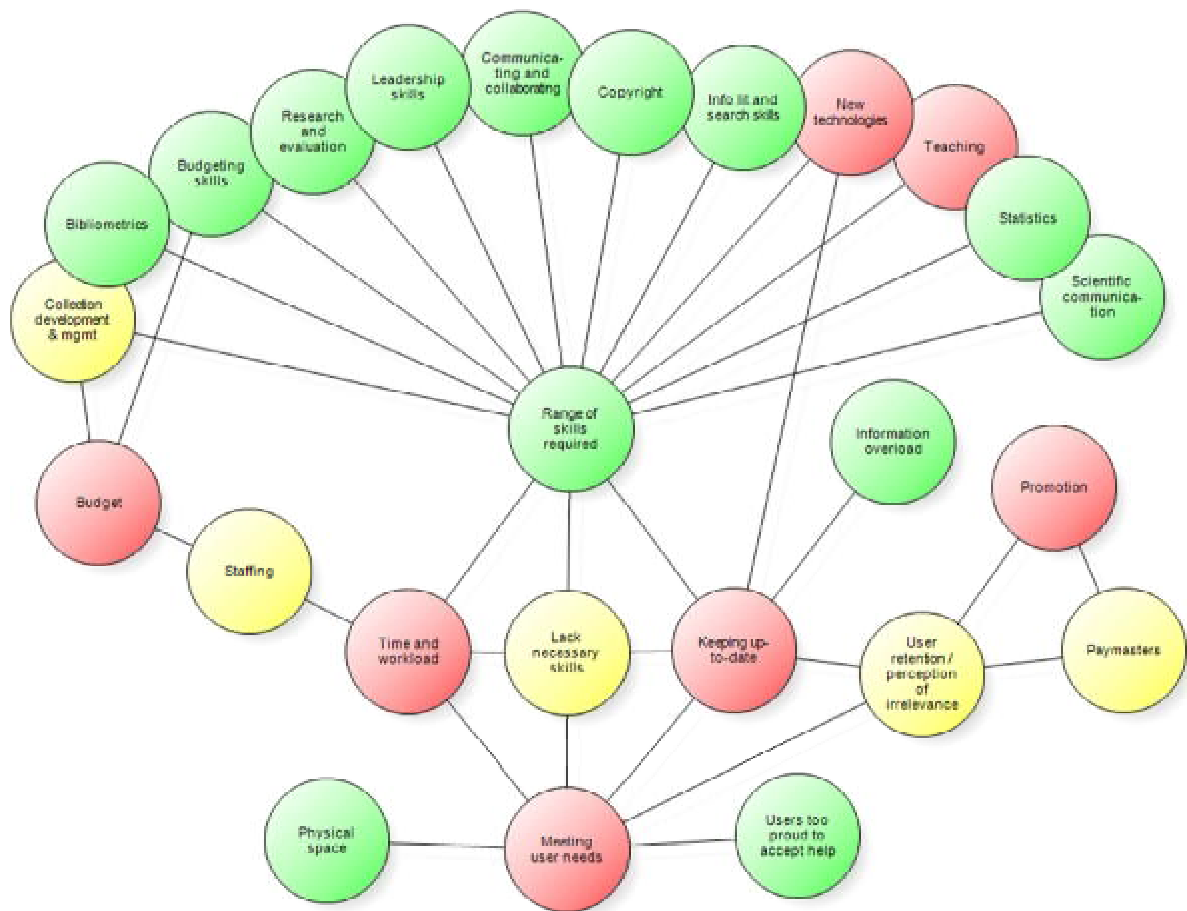 Leadership
skills
Communica-
ting and
collaborating
Copyright
Info lit and
search skills
New
technologies
Teaching
Research
and
evaluation
Budgeting
skills
Bibliometrics
Statistics
Collection
development
& mgmt
Scientific
communica-
tion
Range of
skills
required
Information
overload
Promotion
Budget
Staffing
Time and
workload
Lack
necessary
skills
Keeping up-
to-date
User
retention /
perception
of
irrelevance
Paymasters
Physical
space
Meeting
user needs
Users too
proud to
accept help